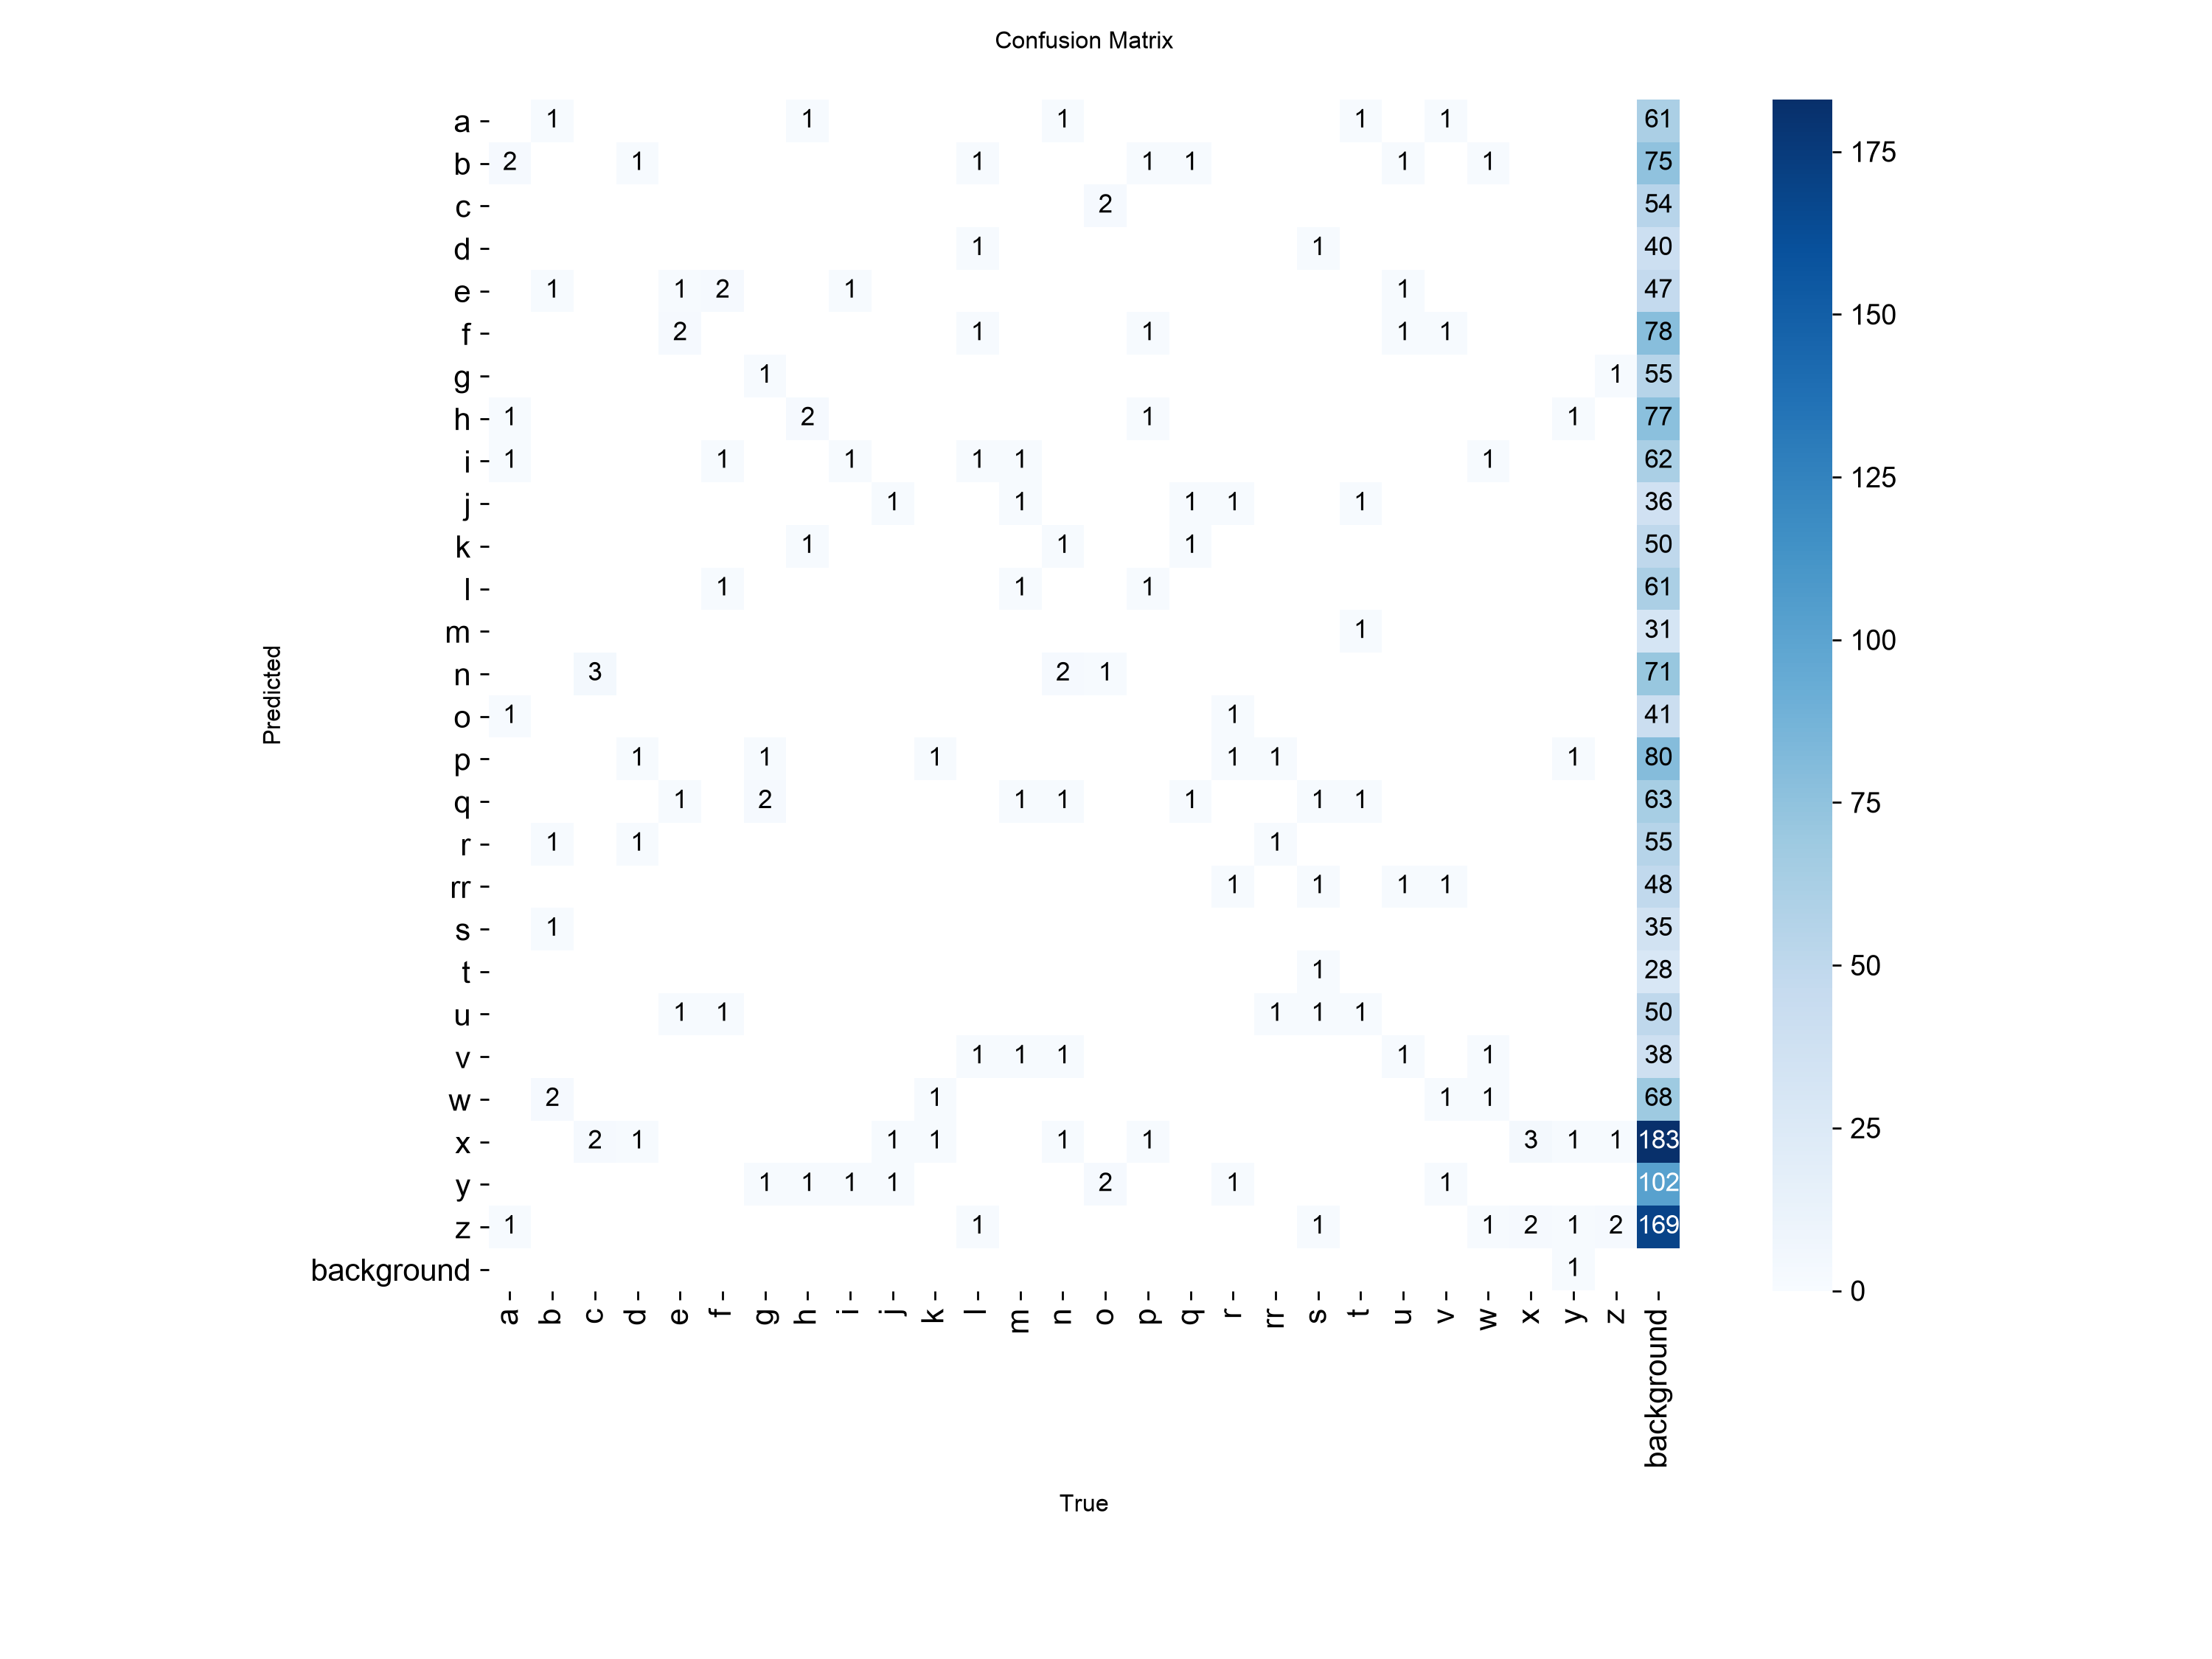 Confusion Matrix
a 1 1 1 1 1 61
b 2 1 1 1 1 1 1 75
c 2 54
d 1 1 40
e 1 1 2 1 1 47
f 2 1 1 1 1 78
g 1 1 55
h 1 2 1 1 77
i 1 1 1 1 1 1 62
j 1 1 1 1 1 36
k 1 1 1 50
l 1 1 1 61
m 1 31
n 3 2 1 71
o 1 1 41
p 1 1 1 1 1 1 80
q 1 2 1 1 1 1 1 63
r 1 1 1 55
rr 1 1 1 1 48
s 1 35
t 1 28
u 1 1 1 1 1 50
v 1 1 1 1 1 38
w 2 1 1 1 68
x 2 1 1 1 1 1 3 1 1 183
y 1 1 1 1 2 1 1 102
z 1 1 1 1 2 1 2 169
background 1
a b c d e f g h i j k l m n o p q r rr s t u v w x y z background
True
Predicted
175
150
125
100
75
50
25
0